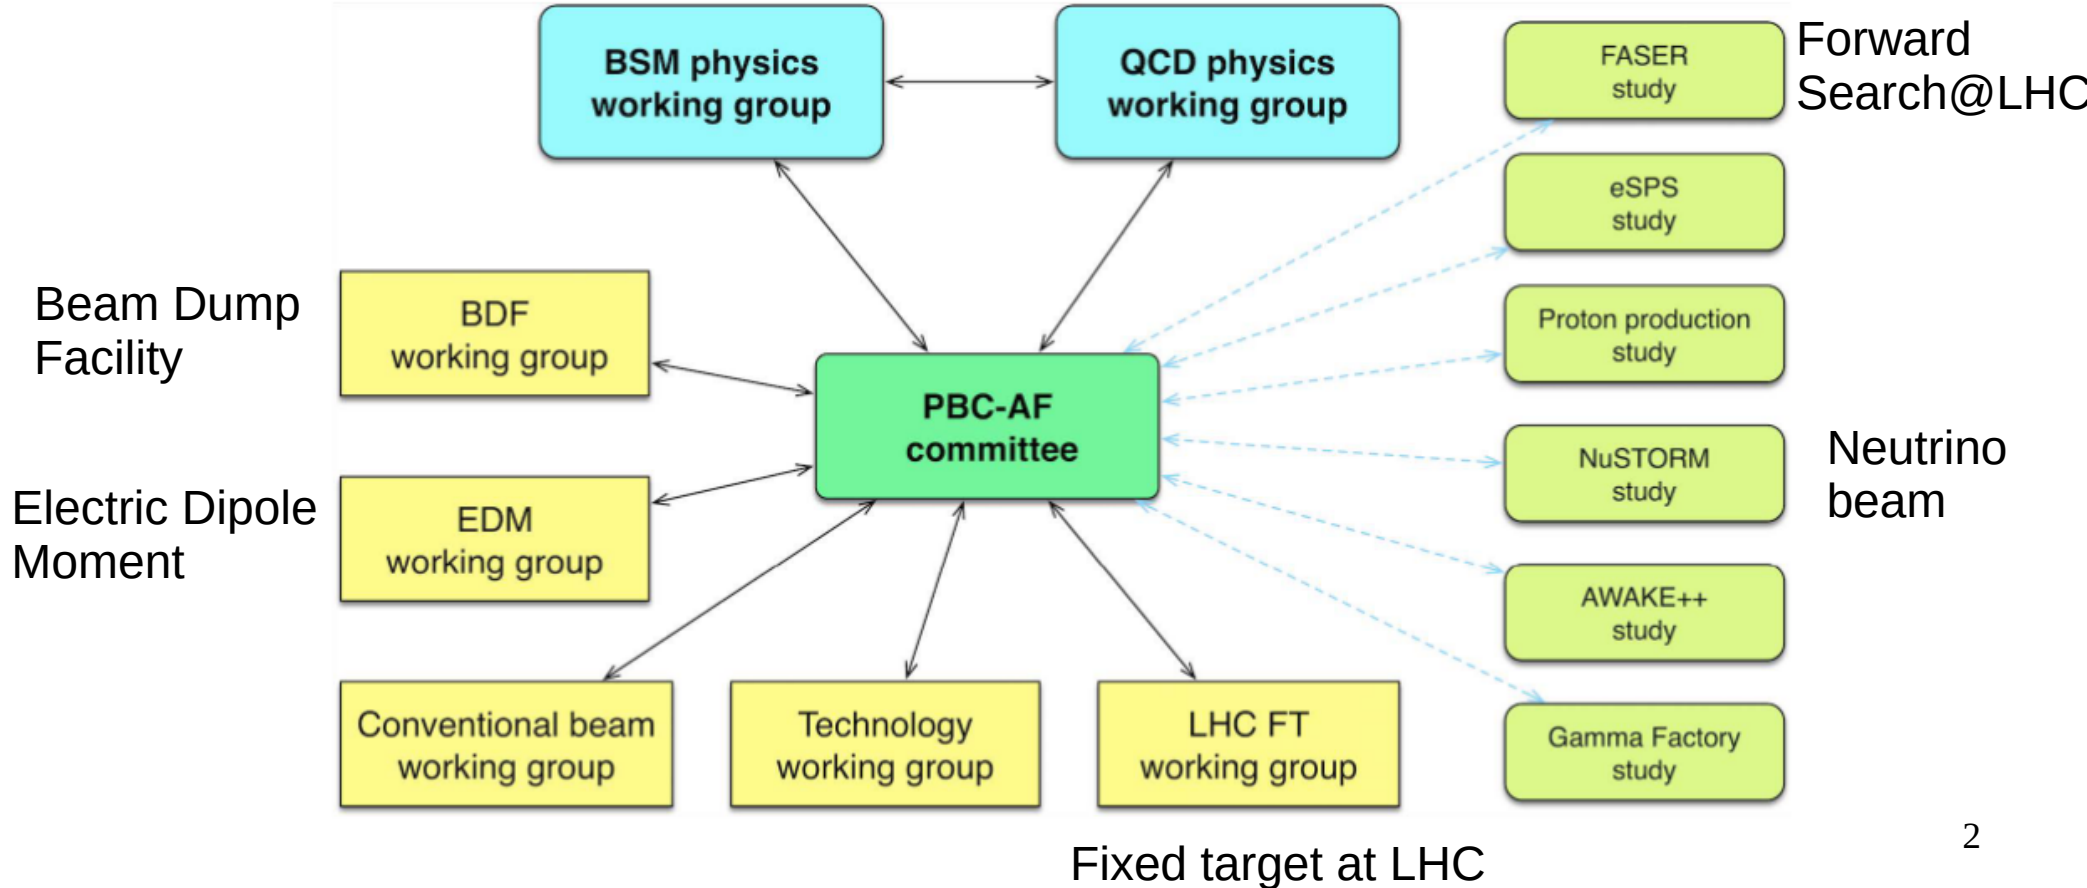 BSM physics
working group
QCD physics
working group
FASER
study
Forward
Search@LHC
eSPS
study
Beam Dump
Facility
BDF
working group
Proton production
study
PBC-AF
committee
NuSTORM
study
Neutrino
beam
Electric Dipole
Moment
EDM
working group
AWAKE++
study
Conventional beam
working group
Technology
working group
LHC FT
working group
Gamma Factory
study
Fixed target at LHC
2